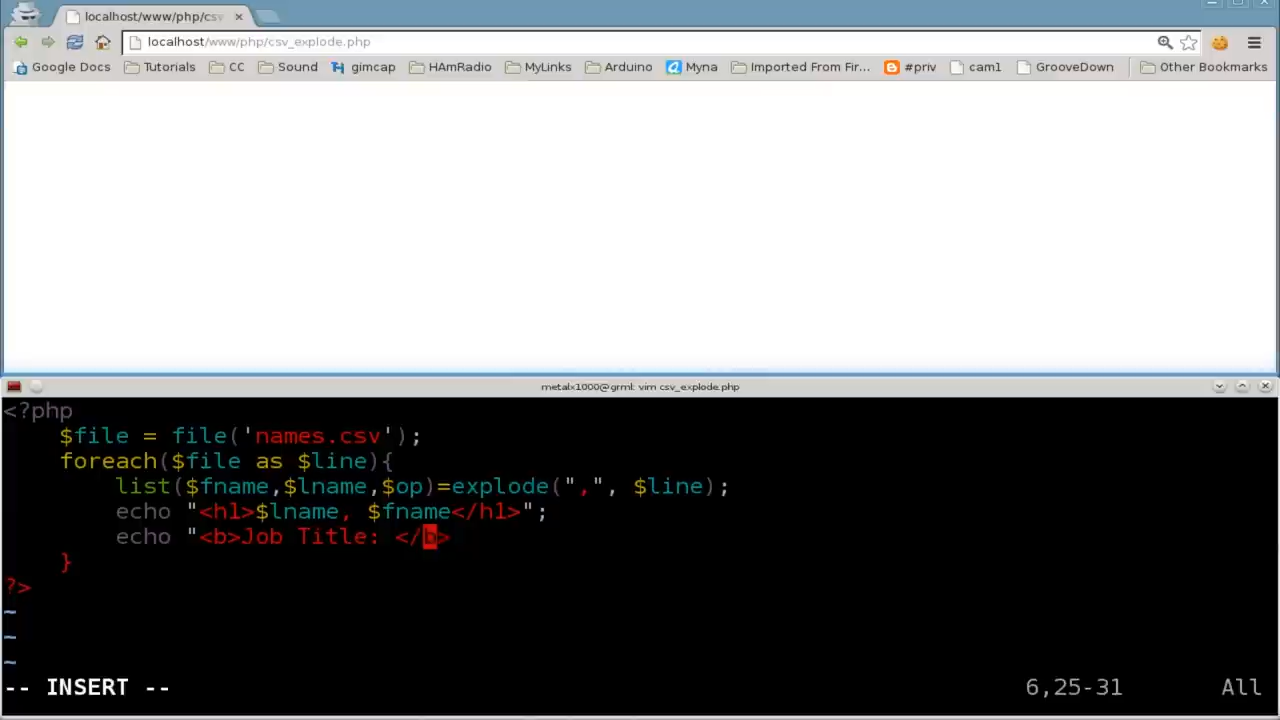 localhost/www/php/csv
localhost/www/php/csv_explode.php
Google Docs Tutorials CC Sound gimcap HAmRadio MyLinks Arduino Myna Imported From Fir... #priv cam1 GrooveDown Other Bookmarks
metalx1000@grml: vim csv_explode.php
<?php
$file = file('names.csv');
foreach($file as $line){
list($fname,$lname,$op)=explode(",", $line);
echo "<h1>$lname, $fname</h1>";
echo "<b>Job Title: </b>
}
?>
~
~
~
-- INSERT -- 6,25-31 All